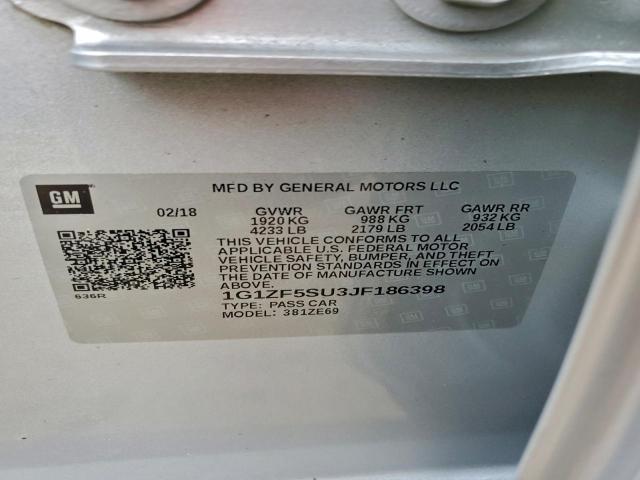 GM
MFD BY GENERAL MOTORS LLC
02/18 GVWR GAWR FRT GAWR RR
1920 KG 988 KG 932 KG
4233 LB 2179 LB 2054 LB
THIS VEHICLE CONFORMS TO ALL
APPLICABLE U.S. FEDERAL MOTOR
VEHICLE SAFETY, BUMPER, AND THEFT
PREVENTION STANDARDS IN EFFECT ON
THE DATE OF MANUFACTURE SHOWN
ABOVE.
636R
1G1ZF5SU3JF186398
TYPE: PASS CAR
MODEL: 381ZE69